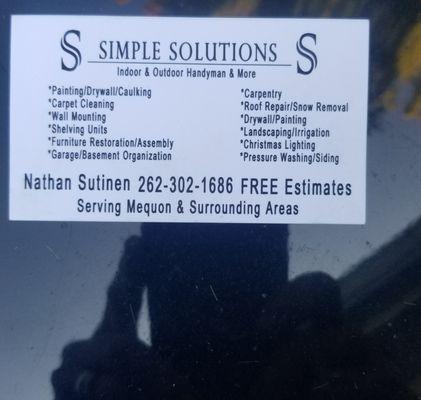 S SIMPLE SOLUTIONS S
Indoor & Outdoor Handyman & More
*Painting/Drywall/Caulking
*Carpet Cleaning
*Wall Mounting
*Shelving Units
*Furniture Restoration/Assembly
*Garage/Basement Organization
*Carpentry
*Roof Repair/Snow Removal
*Drywall/Painting
*Landscaping/Irrigation
*Christmas Lighting
*Pressure Washing/Siding
Nathan Sutinen 262-302-1686 FREE Estimates
Serving Mequon & Surrounding Areas